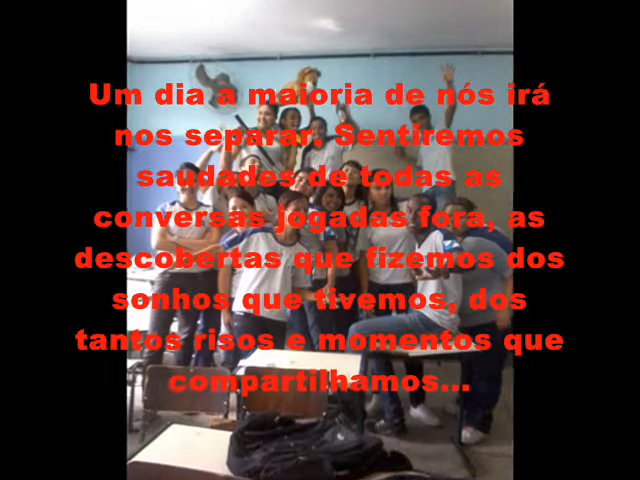 Um dia a maioria de nós irá
nos separar. Sentiremos
saudades de todas as
conversas jogadas fora, as
descobertas que fizemos dos
sonhos que tivemos, dos
tantos risos e momentos que
compartilhamos...